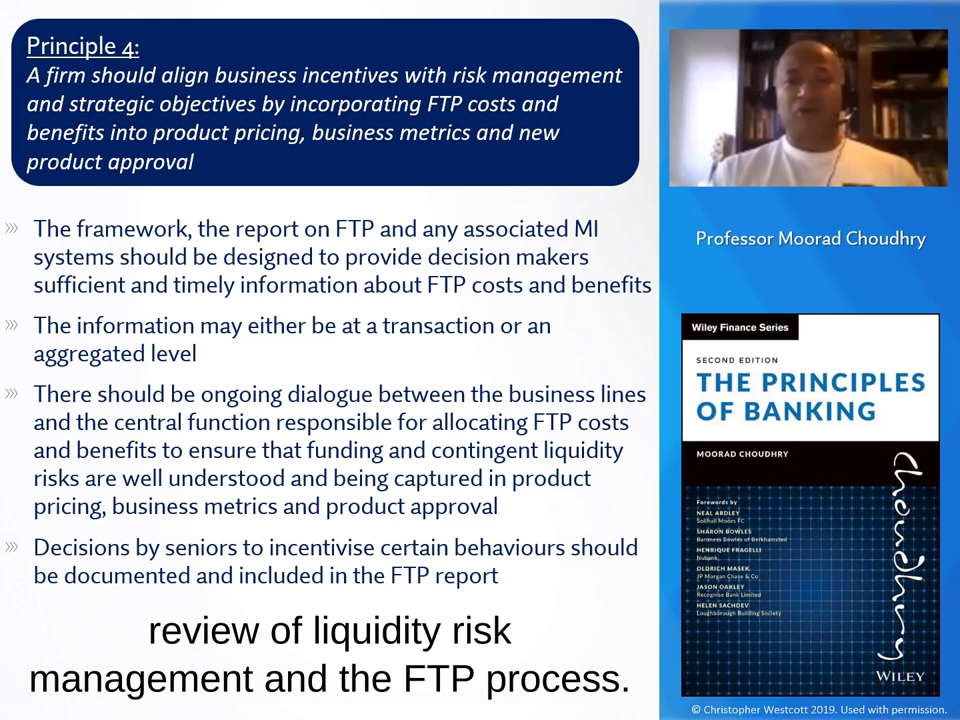 Principle 4:
A firm should align business incentives with risk management
and strategic objectives by incorporating FTP costs and
benefits into product pricing, business metrics and new
product approval
»» The framework, the report on FTP and any associated MI
systems should be designed to provide decision makers
sufficient and timely information about FTP costs and benefits
»» The information may either be at a transaction or an
aggregated level
»» There should be ongoing dialogue between the business lines
and the central function responsible for allocating FTP costs
and benefits to ensure that funding and contingent liquidity
risks are well understood and being captured in product
pricing, business metrics and product approval
»» Decisions by seniors to incentivise certain behaviours should
be documented and included in the FTP report
review of liquidity risk
management and the FTP process.
Professor Moorad Choudhry
Wiley Finance Series
SECOND EDITION
THE PRINCIPLES
OF BANKING
MOORAD CHOUDHRY
Choudhry
Forewords by
NEAL ARDLEY
Solihull Moors FC
SHARON BOWLES
Baroness Bowles of Berkhamsted
HENRIQUE FRAGELLI
Nubank
OLDRICH MASEK
JP Morgan Chase & Co
JASON OAKLEY
Recognise Bank Limited
HELEN SACHDEV
Loughborough Building Society
WILEY
© Christopher Westcott 2019. Used with permission.